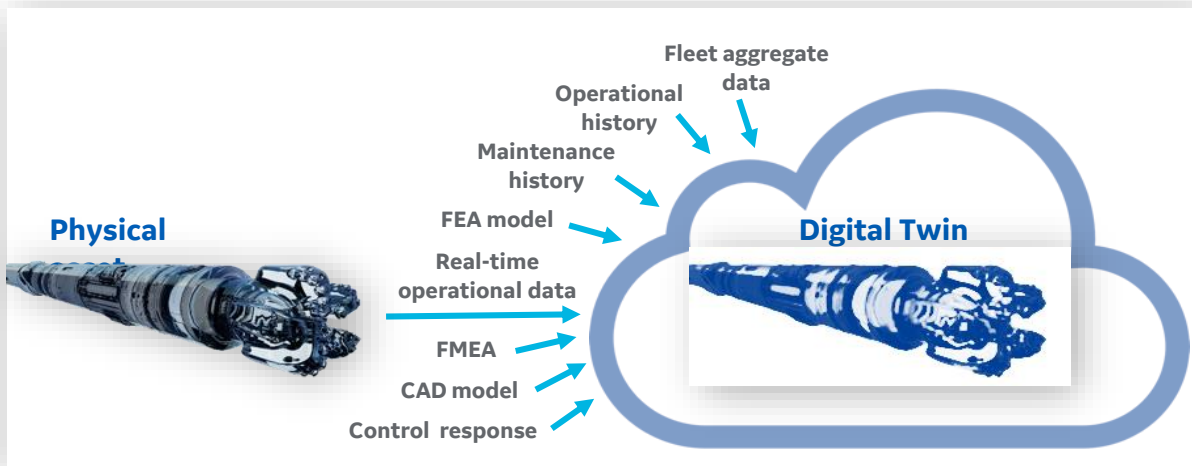 Fleet aggregate
data
Operational
history
Maintenance
history
FEA model
Physical
Digital Twin
Real-time
operational data
FMEA
CAD model
Control response